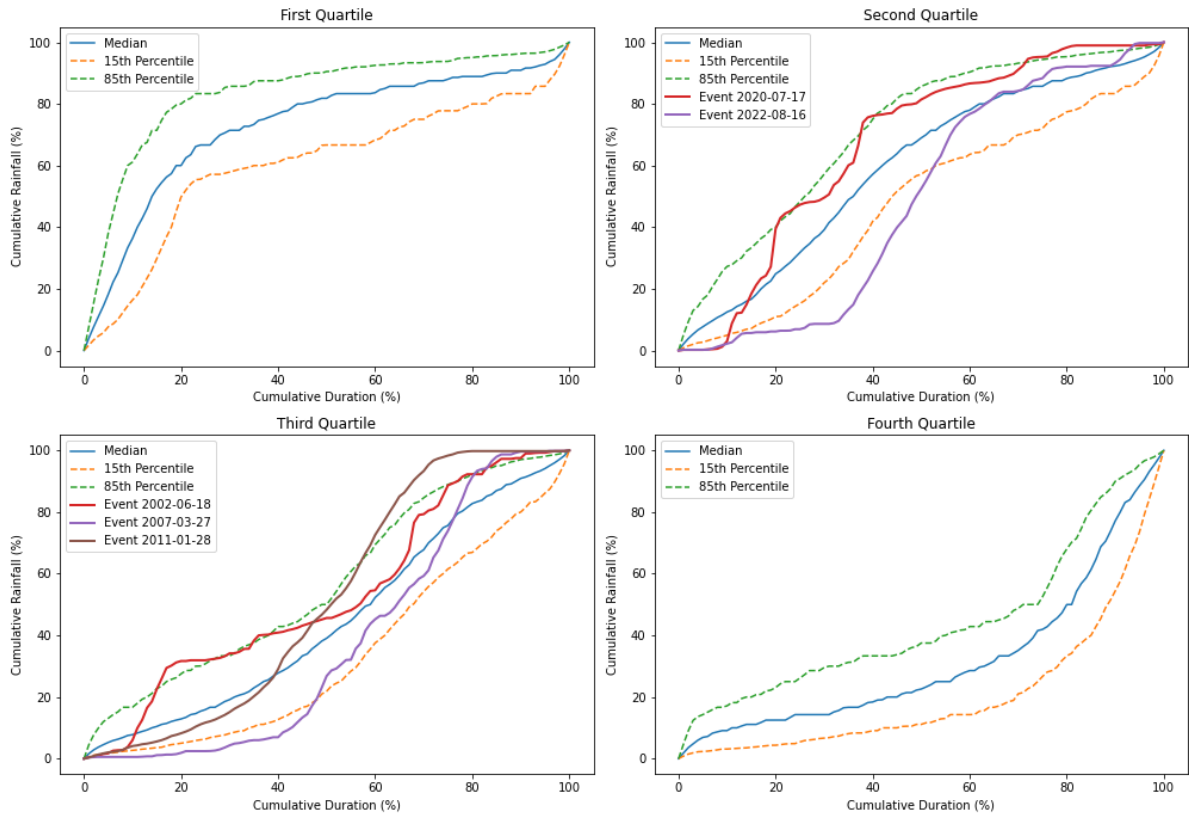 First Quartile
Median
15th Percentile
85th Percentile
100
80
60
40
20
0
Cumulative Rainfall (%)
0 20 40 60 80 100
Cumulative Duration (%)
Second Quartile
Median
15th Percentile
85th Percentile
Event 2020-07-17
Event 2022-08-16
100
80
60
40
20
0
Cumulative Rainfall (%)
0 20 40 60 80 100
Cumulative Duration (%)
Third Quartile
Median
15th Percentile
85th Percentile
Event 2002-06-18
Event 2007-03-27
Event 2011-01-28
100
80
60
40
20
0
Cumulative Rainfall (%)
0 20 40 60 80 100
Cumulative Duration (%)
Fourth Quartile
Median
15th Percentile
85th Percentile
100
80
60
40
20
0
Cumulative Rainfall (%)
0 20 40 60 80 100
Cumulative Duration (%)